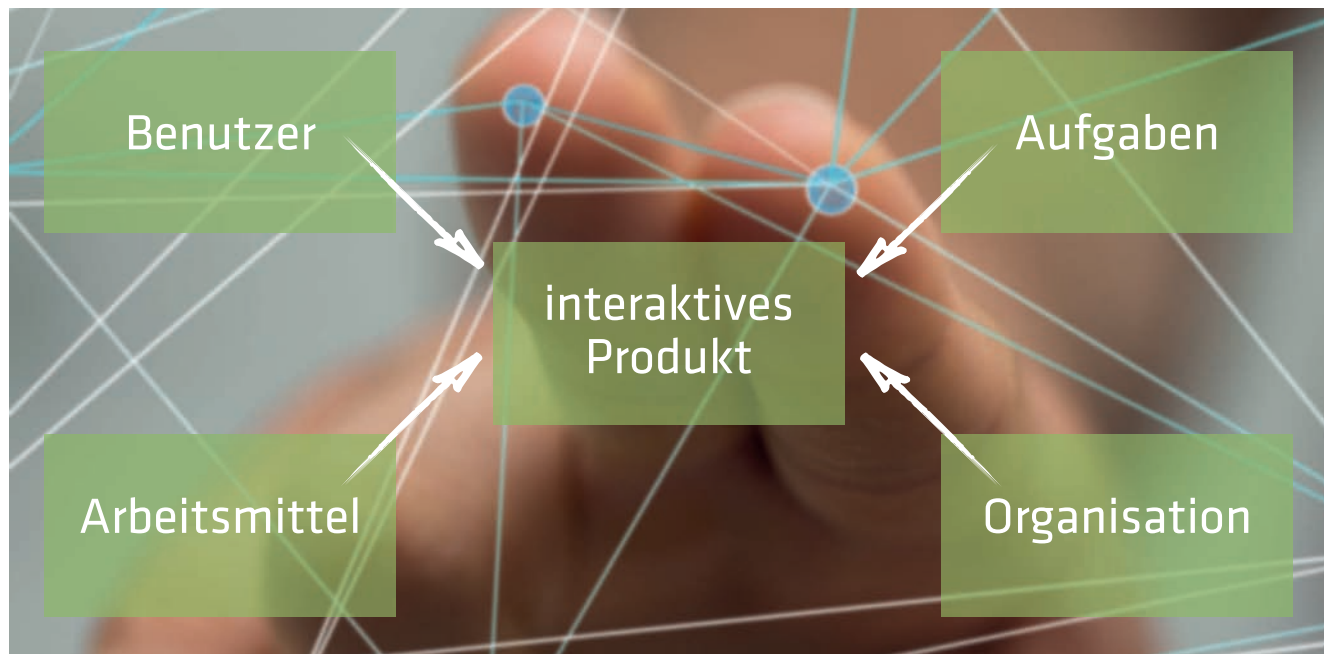 Benutzer
Aufgaben
interaktives
Produkt
Arbeitsmittel
Organisation